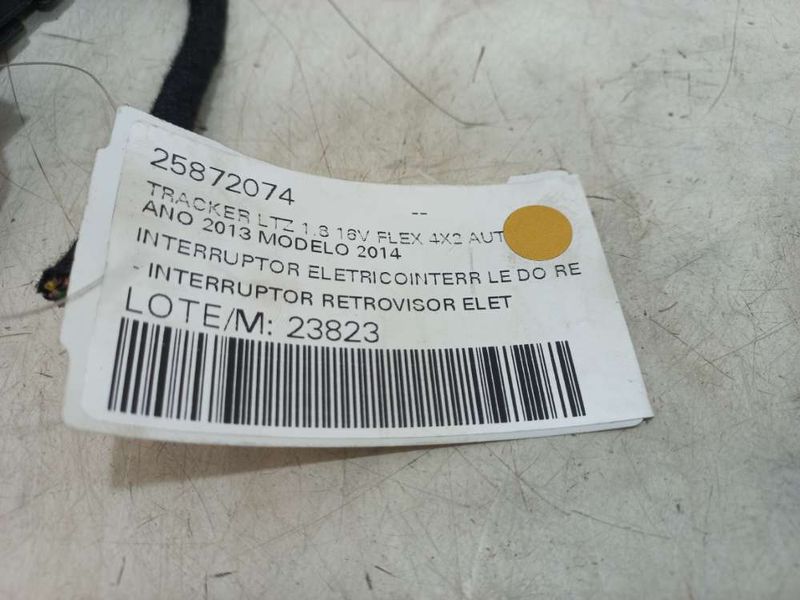 25872074
--
TRACKER LTZ 1.8 16V FLEX 4X2 AUT
ANO 2013 MODELO 2014
INTERRUPTOR ELETRICOINTERR LE DO RE
- INTERRUPTOR RETROVISOR ELET
LOTE/M: 23823